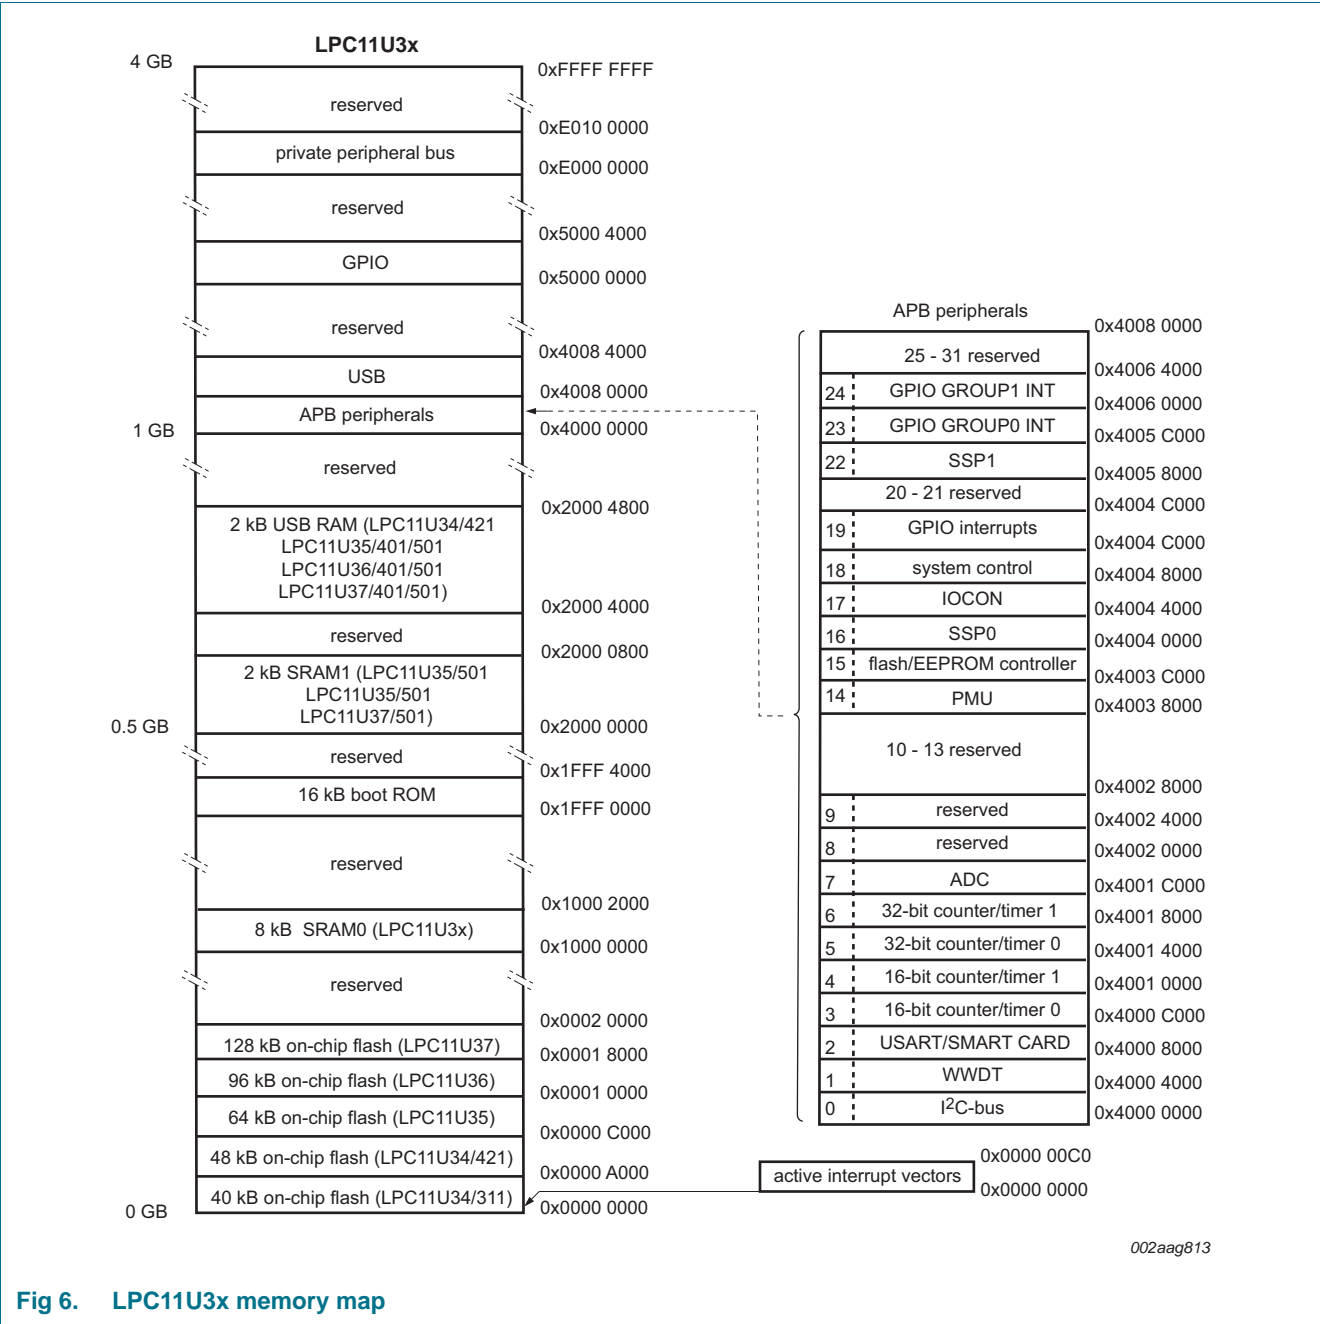 LPC11U3x
4 GB
0xFFFF FFFF
reserved
0xE010 0000
private peripheral bus
0xE000 0000
reserved
0x5000 4000
GPIO
0x5000 0000
reserved
0x4008 4000
USB
0x4008 0000
APB peripherals
1 GB
0x4000 0000
reserved
0x2000 4800
2 kB USB RAM (LPC11U34/421
LPC11U35/401/501
LPC11U36/401/501
LPC11U37/401/501)
0x2000 4000
reserved
0x2000 0800
2 kB SRAM1 (LPC11U35/501
LPC11U35/501
LPC11U37/501)
0.5 GB
0x2000 0000
reserved
0x1FFF 4000
16 kB boot ROM
0x1FFF 0000
reserved
0x1000 2000
8 kB SRAM0 (LPC11U3x)
0x1000 0000
reserved
0x0002 0000
128 kB on-chip flash (LPC11U37)
0x0001 8000
96 kB on-chip flash (LPC11U36)
0x0001 0000
64 kB on-chip flash (LPC11U35)
0x0000 C000
48 kB on-chip flash (LPC11U34/421)
0x0000 A000
40 kB on-chip flash (LPC11U34/311)
0 GB
0x0000 0000
APB peripherals
0x4008 0000
25 - 31 reserved
0x4006 4000
24 GPIO GROUP1 INT
0x4006 0000
23 GPIO GROUP0 INT
0x4005 C000
22 SSP1
0x4005 8000
20 - 21 reserved
0x4004 C000
19 GPIO interrupts
0x4004 C000
18 system control
0x4004 8000
17 IOCON
0x4004 4000
16 SSP0
0x4004 0000
15 flash/EEPROM controller
0x4003 C000
14 PMU
0x4003 8000
10 - 13 reserved
0x4002 8000
9 reserved
0x4002 4000
8 reserved
0x4002 0000
7 ADC
0x4001 C000
6 32-bit counter/timer 1
0x4001 8000
5 32-bit counter/timer 0
0x4001 4000
4 16-bit counter/timer 1
0x4001 0000
3 16-bit counter/timer 0
0x4000 C000
2 USART/SMART CARD
0x4000 8000
1 WWDT
0x4000 4000
0 I2C-bus
0x4000 0000
0x0000 00C0
active interrupt vectors
0x0000 0000
002aag813
Fig 6. LPC11U3x memory map